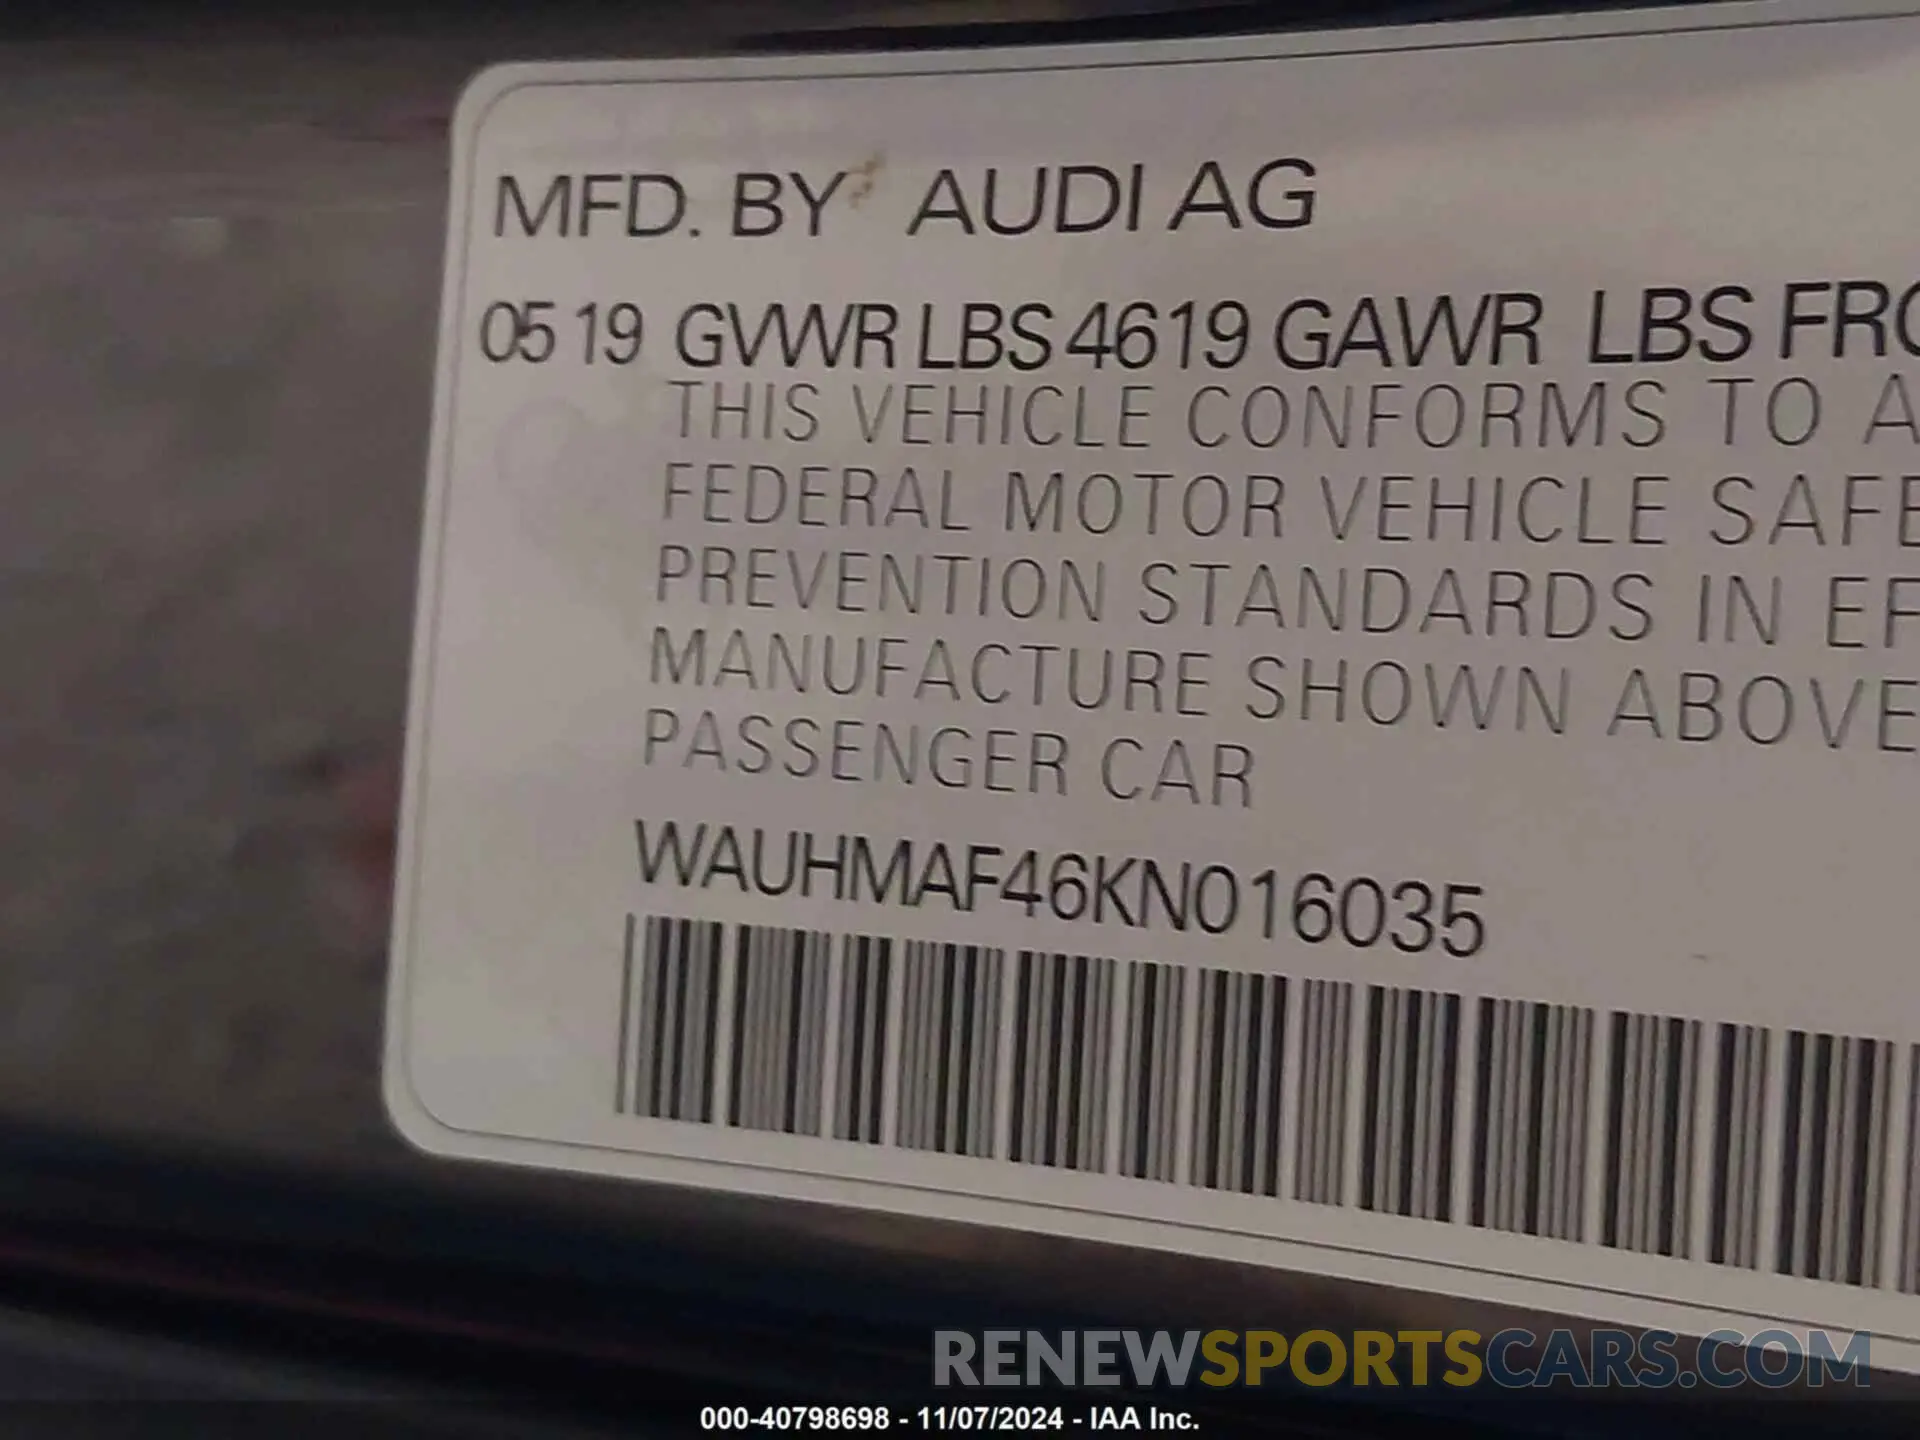 MFD. BY AUDI AG
05 19 GVWR LBS 4619 GAWR LBS FRO
THIS VEHICLE CONFORMS TO A
FEDERAL MOTOR VEHICLE SAFE
PREVENTION STANDARDS IN EF
MANUFACTURE SHOWN ABOVE
PASSENGER CAR
WAUHMAF46KN016035
RENEWSPORTSCARS.COM
000-40798698 - 11/07/2024 - IAA Inc.